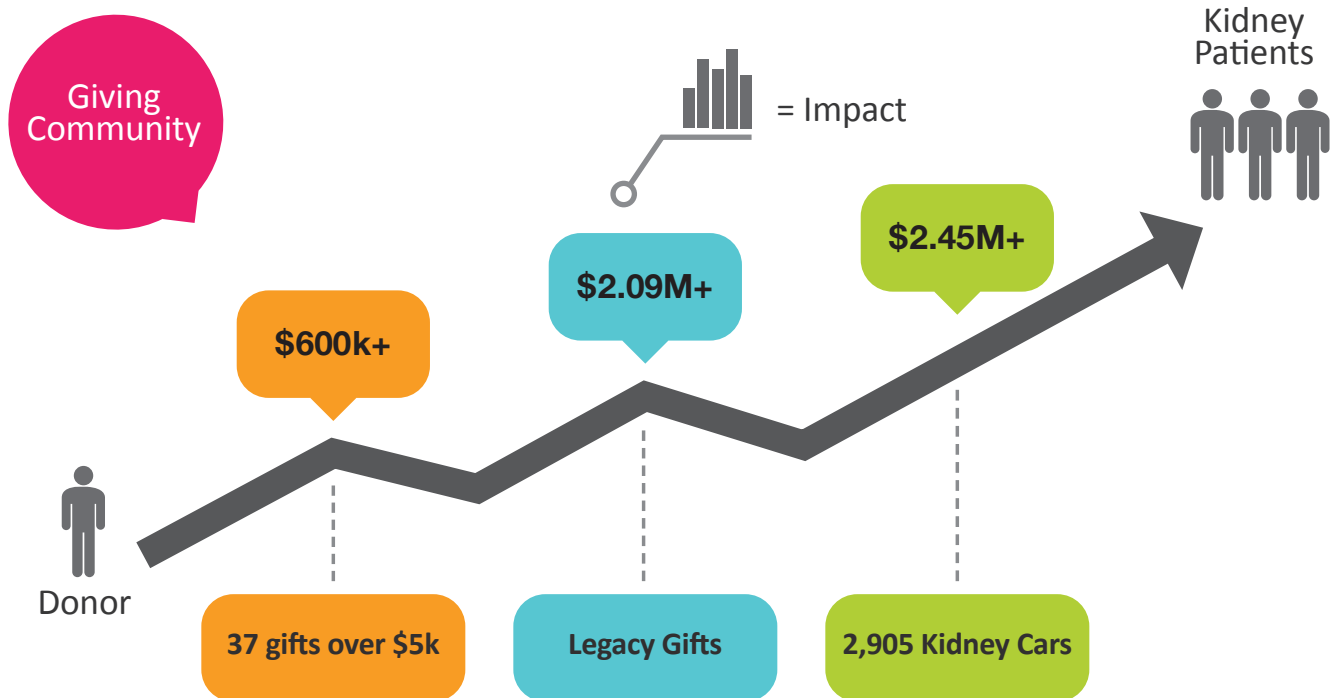 Giving
Community
= Impact
Kidney
Patients
$600k+
$2.09M+
$2.45M+
Donor
37 gifts over $5k
Legacy Gifts
2,905 Kidney Cars